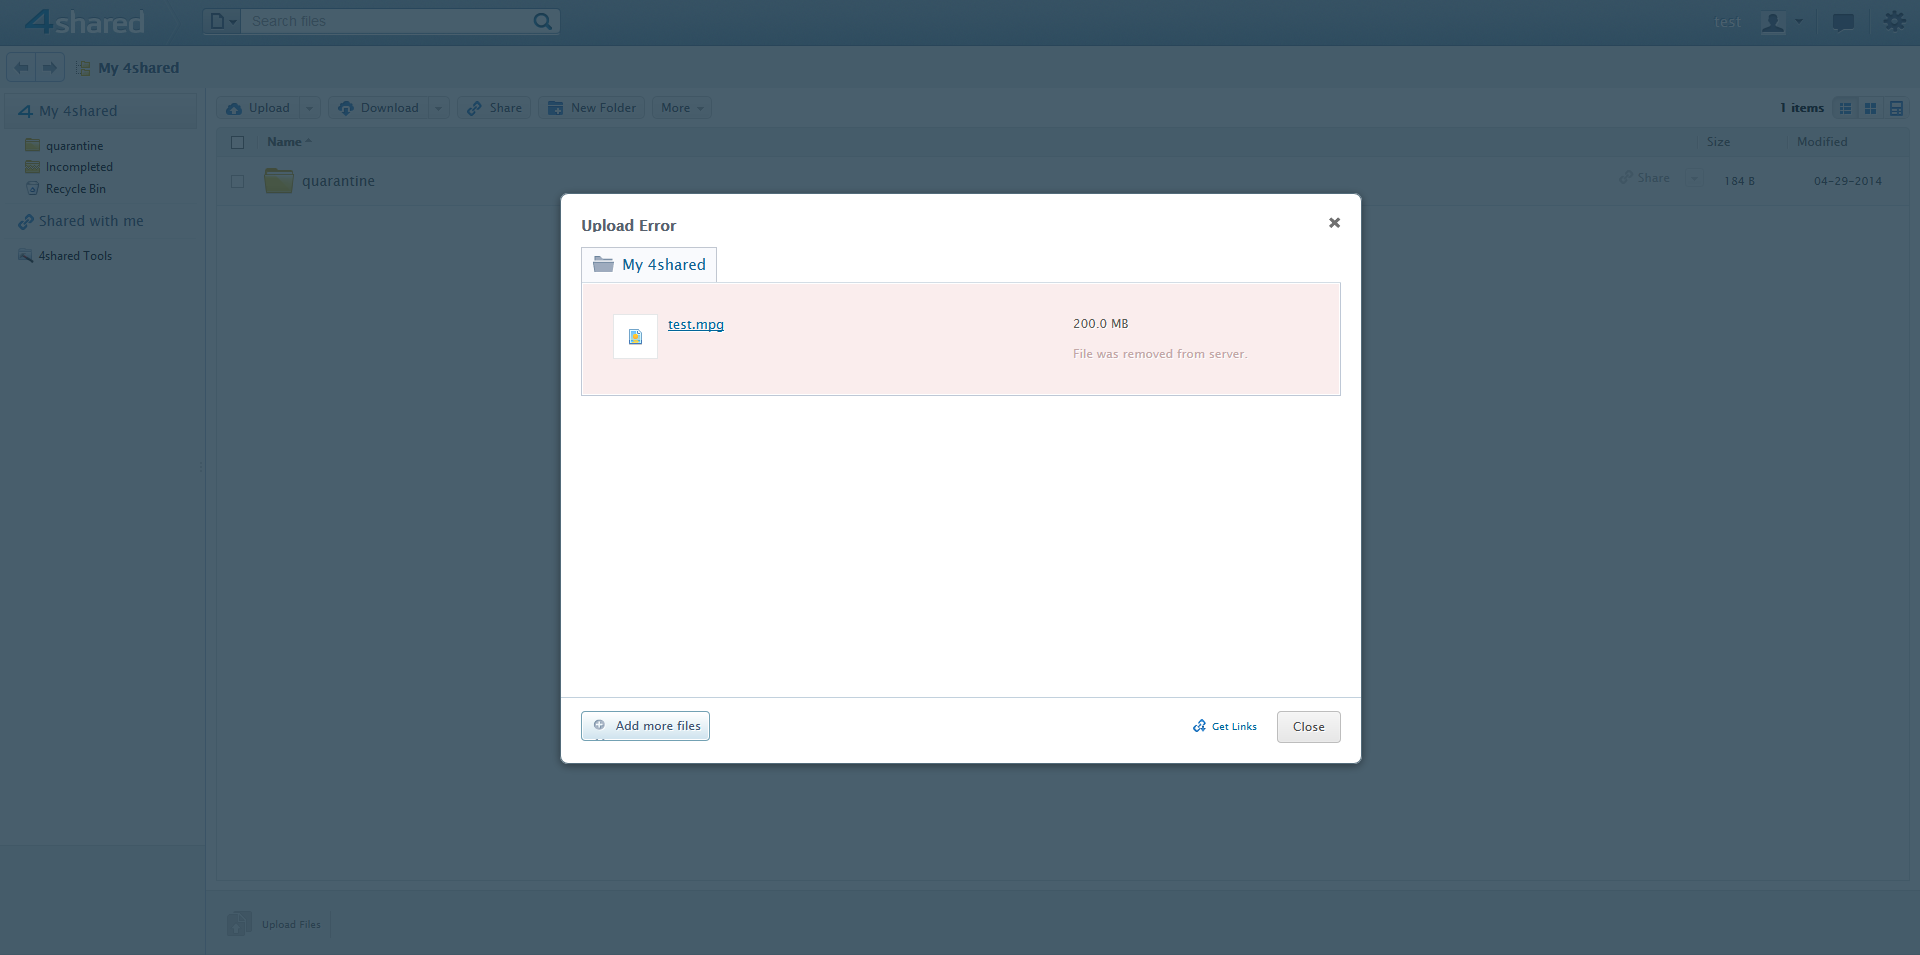 4shared
Search files
test
My 4shared
4 My 4shared
Upload
Download
Share
New Folder
More
1 items
quarantine
Incompleted
Recycle Bin
Shared with me
4shared Tools
Name
Size
Modified
quarantine
Share
184 B
04-29-2014
Upload Error
My 4shared
test.mpg
200.0 MB
File was removed from server.
Add more files
Get Links
Close
Upload Files